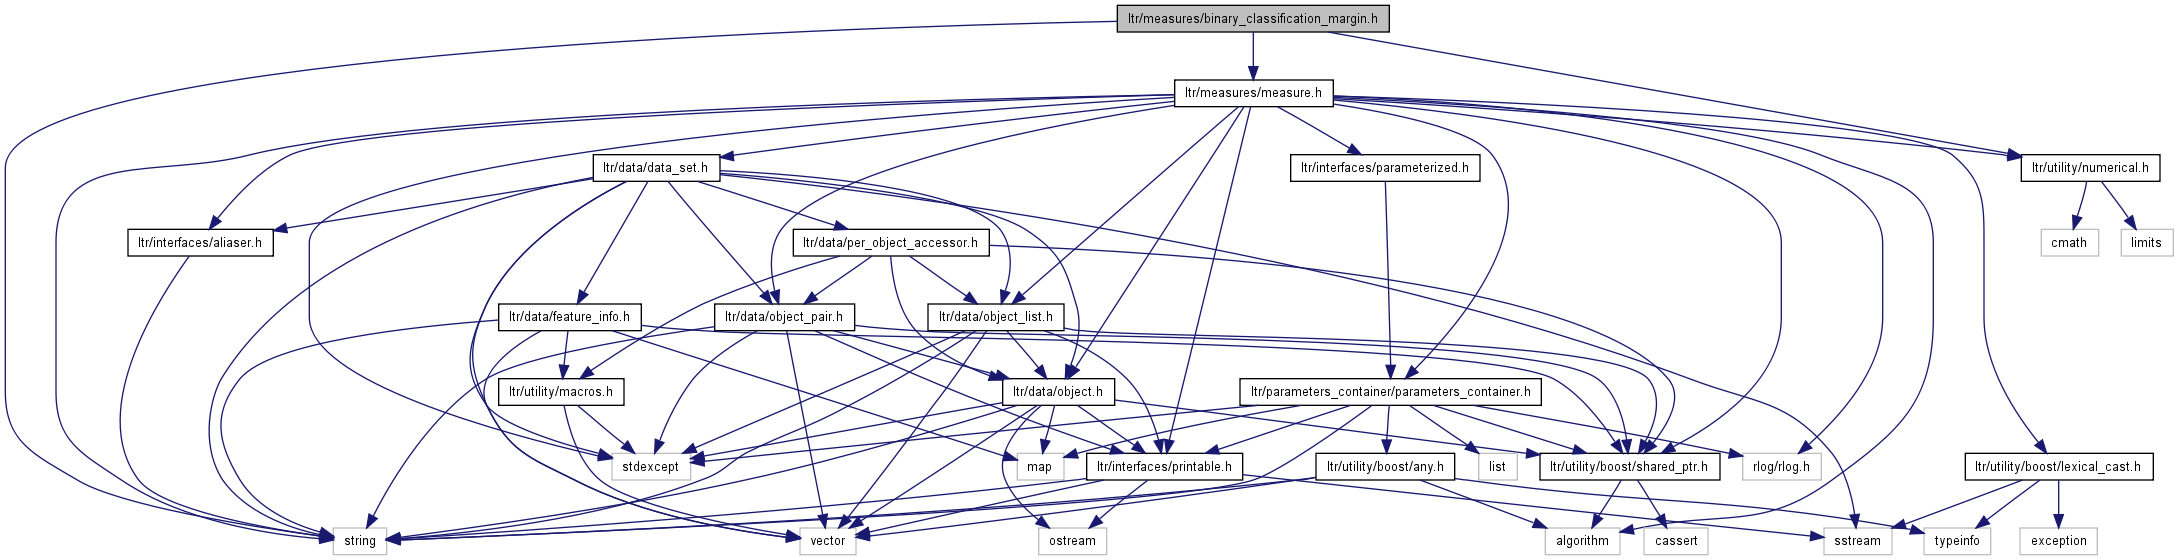 ltr/measures/binary_classification_margin.h
ltr/measures/measure.h
ltr/data/data_set.h
ltr/interfaces/parameterized.h
ltr/utility/numerical.h
ltr/interfaces/aliaser.h
ltr/data/per_object_accessor.h
cmath
limits
ltr/data/feature_info.h
ltr/data/object_pair.h
ltr/data/object_list.h
ltr/utility/macros.h
ltr/data/object.h
ltr/parameters_container/parameters_container.h
stdexcept
map
ltr/interfaces/printable.h
ltr/utility/boost/any.h
list
ltr/utility/boost/shared_ptr.h
rlog/rlog.h
ltr/utility/boost/lexical_cast.h
string
vector
ostream
algorithm
cassert
sstream
typeinfo
exception